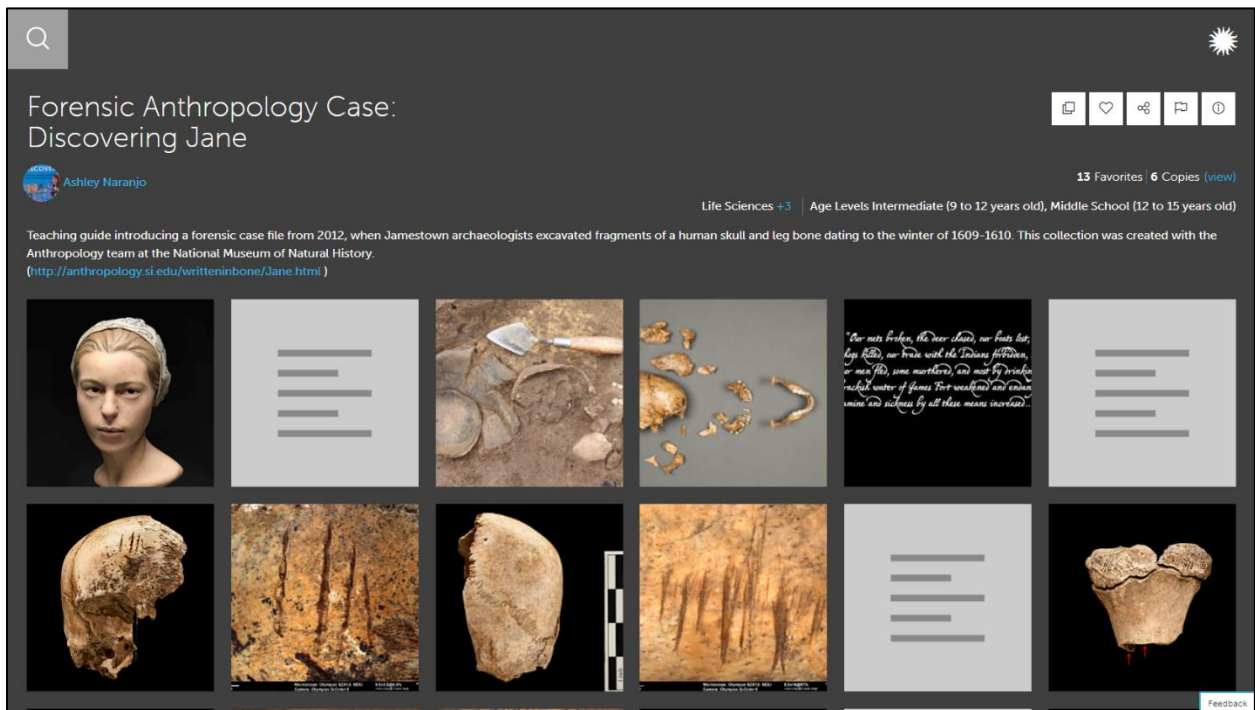 Forensic Anthropology Case:
Discovering Jane
SCOVE
Ashley Naranjo
13 Favorites 6 Copies (view)
Life Sciences +3 Age Levels Intermediate (9 to 12 years old), Middle School (12 to 15 years old)
Teaching guide introducing a forensic case file from 2012, when Jamestown archaeologists excavated fragments of a human skull and leg bone dating to the winter of 1609-1610. This collection was created with the
Anthropology team at the National Museum of Natural History.
(http://anthropology.si.edu/writteninbone/Jane.html )
"Our nets broken, the deer chased, our boats lost,
hogs killed, our trade with the Indians forbidden,
our men fled, some murthered, and most by drinking
brackish water of James Fort weakened and endan
famine and sickness by all these means increased..
Feedback